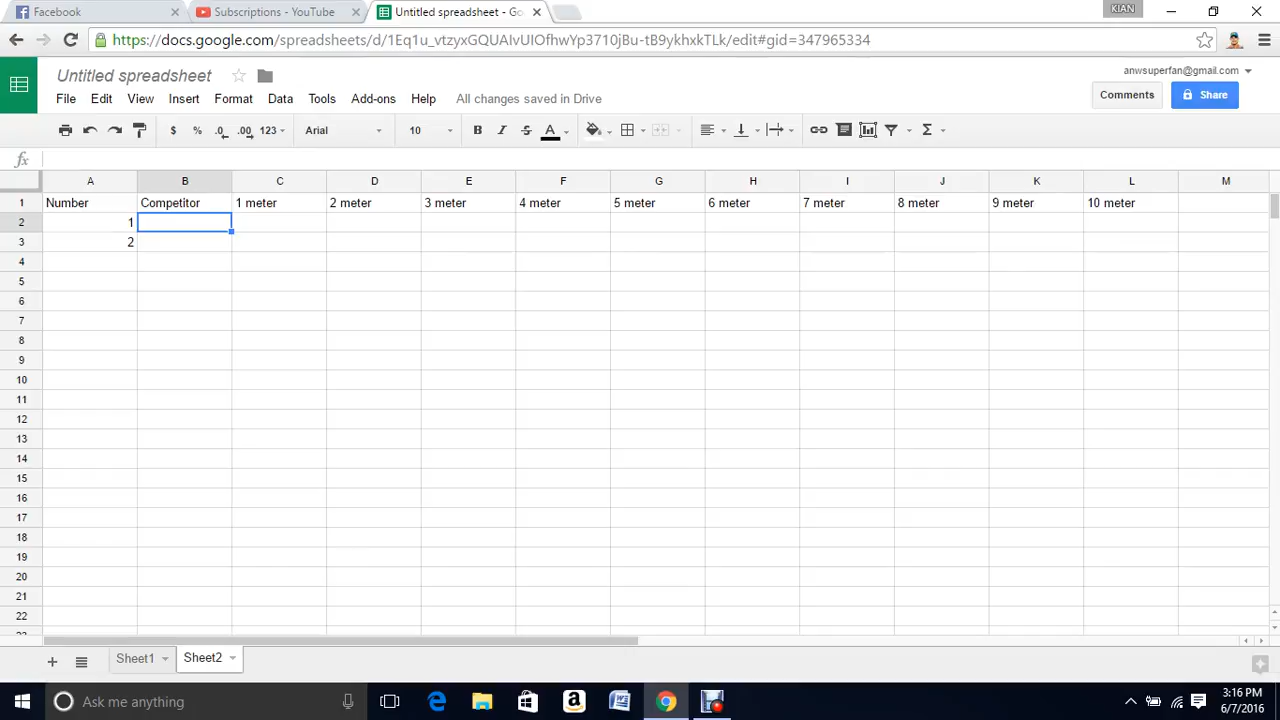 Facebook
Subscriptions - YouTube
Untitled spreadsheet - Go
KIAN
https://docs.google.com/spreadsheets/d/1Eq1u_vtzyxGQUAIvUIOfhwYp3710jBu-tB9ykhxkTLk/edit#gid=347965334
Untitled spreadsheet
anwsuperfan@gmail.com
File Edit View Insert Format Data Tools Add-ons Help All changes saved in Drive
Comments
Share
$ % .0 .00 123 Arial 10 B I S A Σ
fx
A B C D E F G H I J K L M
1 Number Competitor 1 meter 2 meter 3 meter 4 meter 5 meter 6 meter 7 meter 8 meter 9 meter 10 meter
2 1
3 2
4
5
6
7
8
9
10
11
12
13
14
15
16
17
18
19
20
21
22
23
+ Sheet1 Sheet2
Ask me anything
a
3:16 PM
6/7/2016